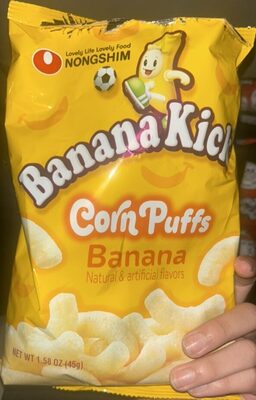 Lovely Life Lovely Food
NONGSHIM
Banana Kick
Corn Puffs
Banana
Natural & artificial flavors
NET WT 1.58 OZ (45g)